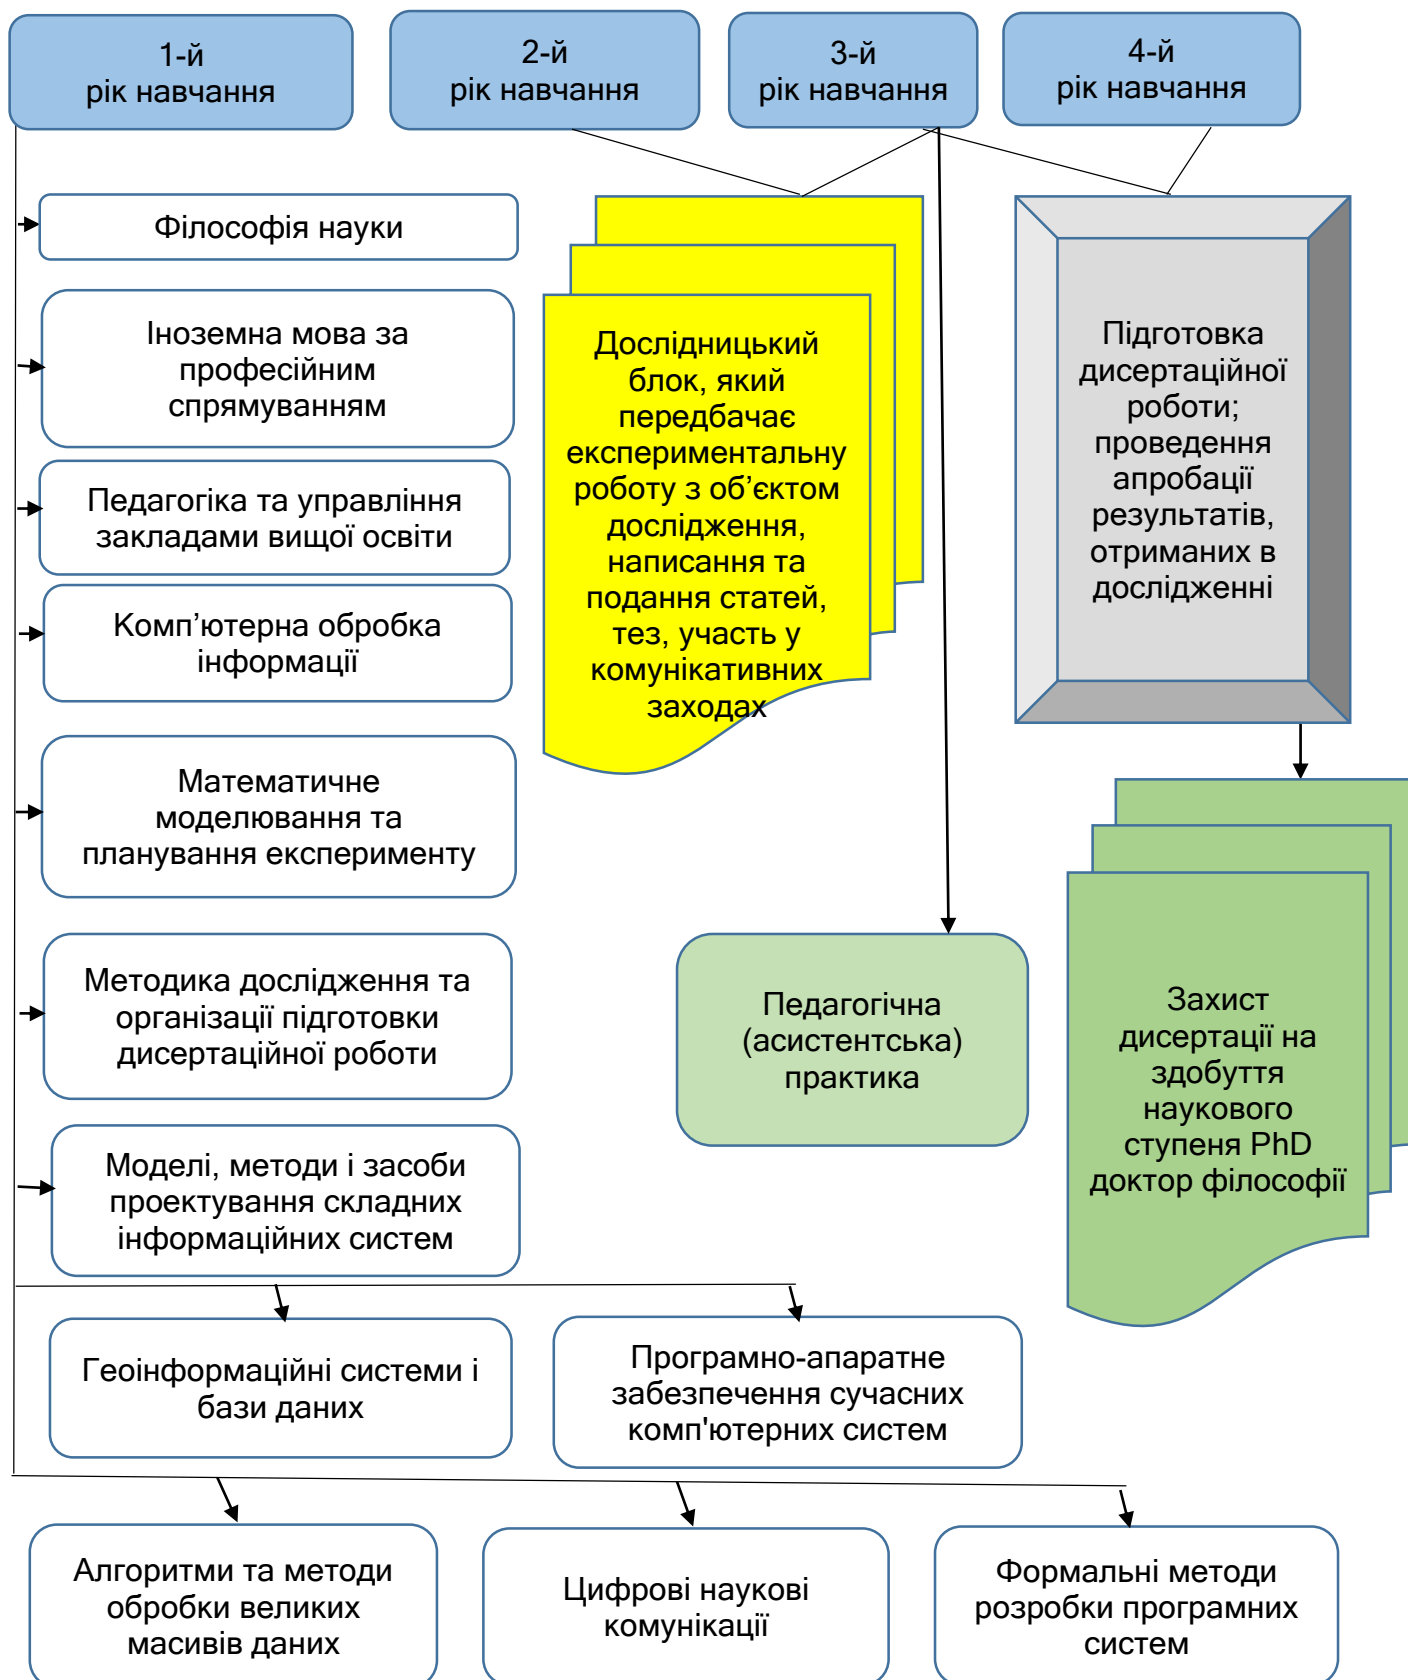 1-й
рік навчання
2-й
рік навчання
3-й
рік навчання
4-й
рік навчання
Філософія науки
Іноземна мова за
професійним
спрямуванням
Педагогіка та управління
закладами вищої освіти
Комп’ютерна обробка
інформації
Математичне
моделювання та
планування експерименту
Методика дослідження та
організації підготовки
дисертаційної роботи
Моделі, методи і засоби
проектування складних
інформаційних систем
Дослідницький
блок, який
передбачає
експериментальну
роботу з об’єктом
дослідження,
написання та
подання статей,
тез, участь у
комунікативних
заходах
Підготовка
дисертаційної
роботи;
проведення
апробації
результатів,
отриманих в
дослідженні
Педагогічна
(асистентська)
практика
Захист
дисертації на
здобуття
наукового
ступеня PhD
доктор філософії
Геоінформаційні системи і
бази даних
Програмно-апаратне
забезпечення сучасних
комп'ютерних систем
Алгоритми та методи
обробки великих
масивів даних
Цифрові наукові
комунікації
Формальні методи
розробки програмних
систем